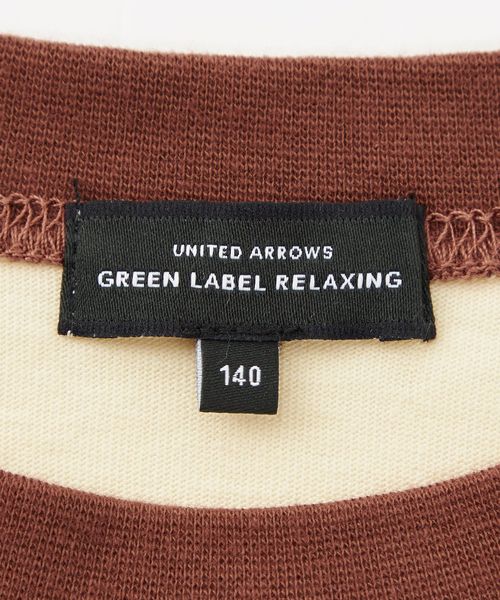 UNITED ARROWS
GREEN LABEL RELAXING
140